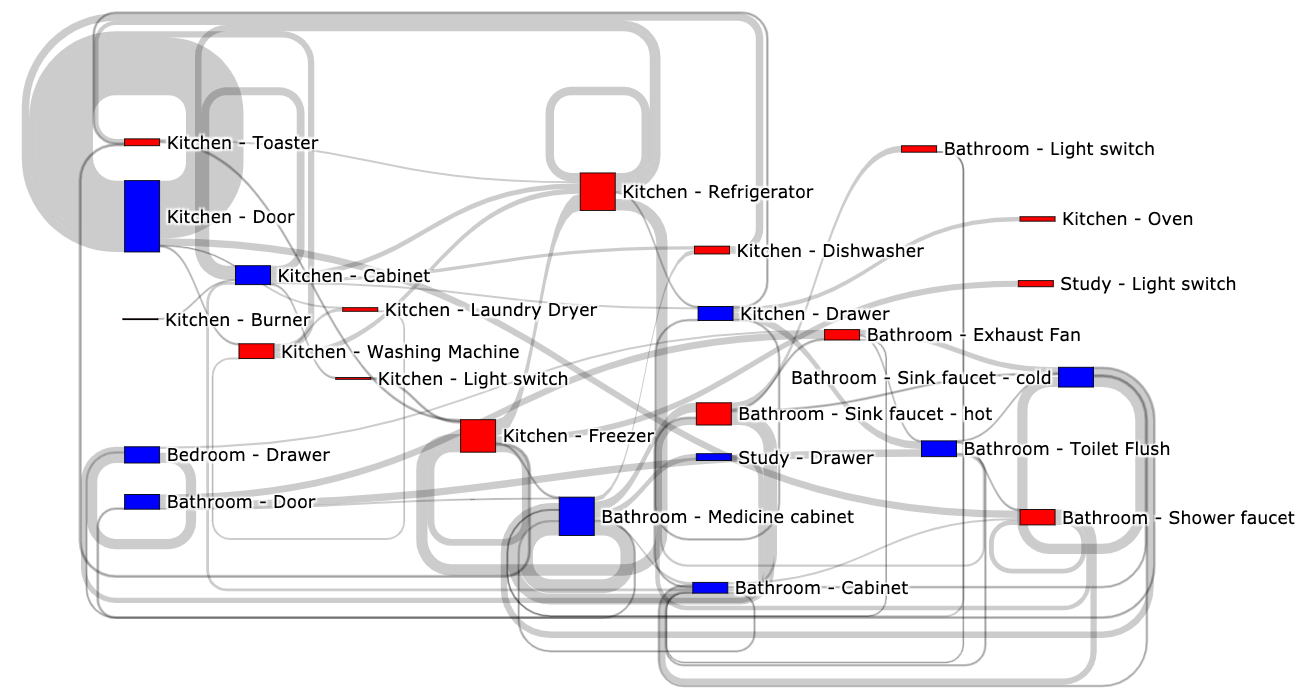 Kitchen - Toaster
Bathroom - Light switch
Kitchen - Refrigerator
Kitchen - Door
Kitchen - Oven
Kitchen - Dishwasher
Kitchen - Cabinet
Study - Light switch
Kitchen - Laundry Dryer
Kitchen - Drawer
Kitchen - Burner
Bathroom - Exhaust Fan
Kitchen - Washing Machine
Kitchen - Light switch
Bathroom - Sink faucet - cold
Bathroom - Sink faucet - hot
Kitchen - Freezer
Bathroom - Toilet Flush
Bedroom - Drawer
Study - Drawer
Bathroom - Door
Bathroom - Medicine cabinet
Bathroom - Shower faucet
Bathroom - Cabinet